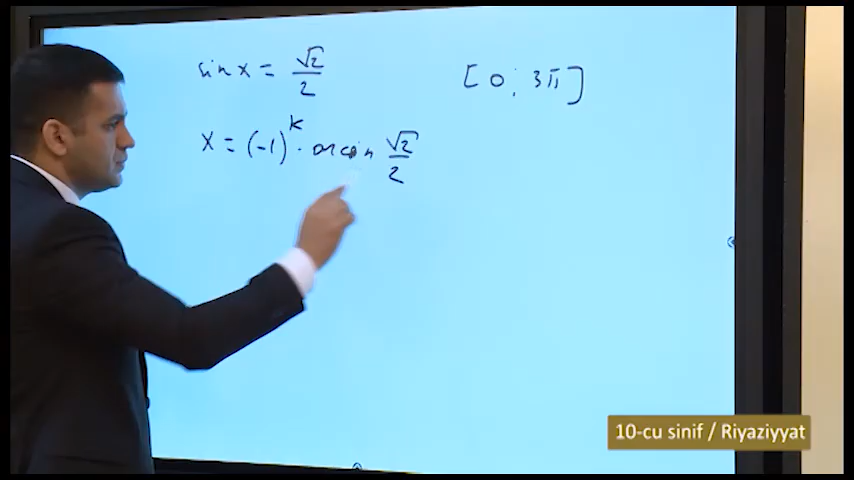 sin x = √2/2 [0; 3π]
x = (-1)^k · arcsin √2/2
10-cu sinif / Riyaziyyat